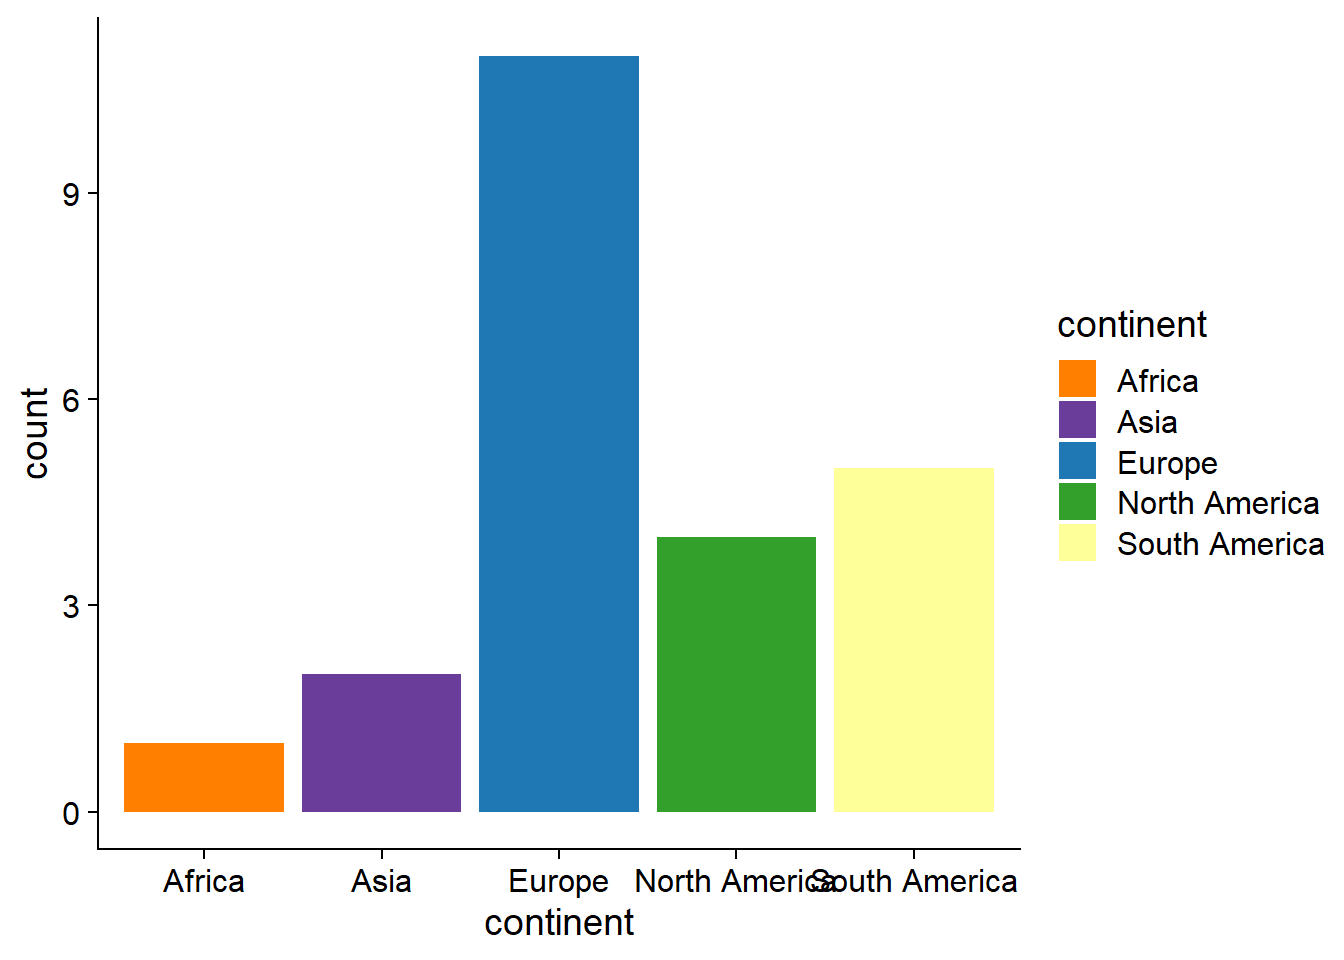 count
9
6
3
0
Africa
Asia
Europe
North America
South America
continent
continent
Africa
Asia
Europe
North America
South America